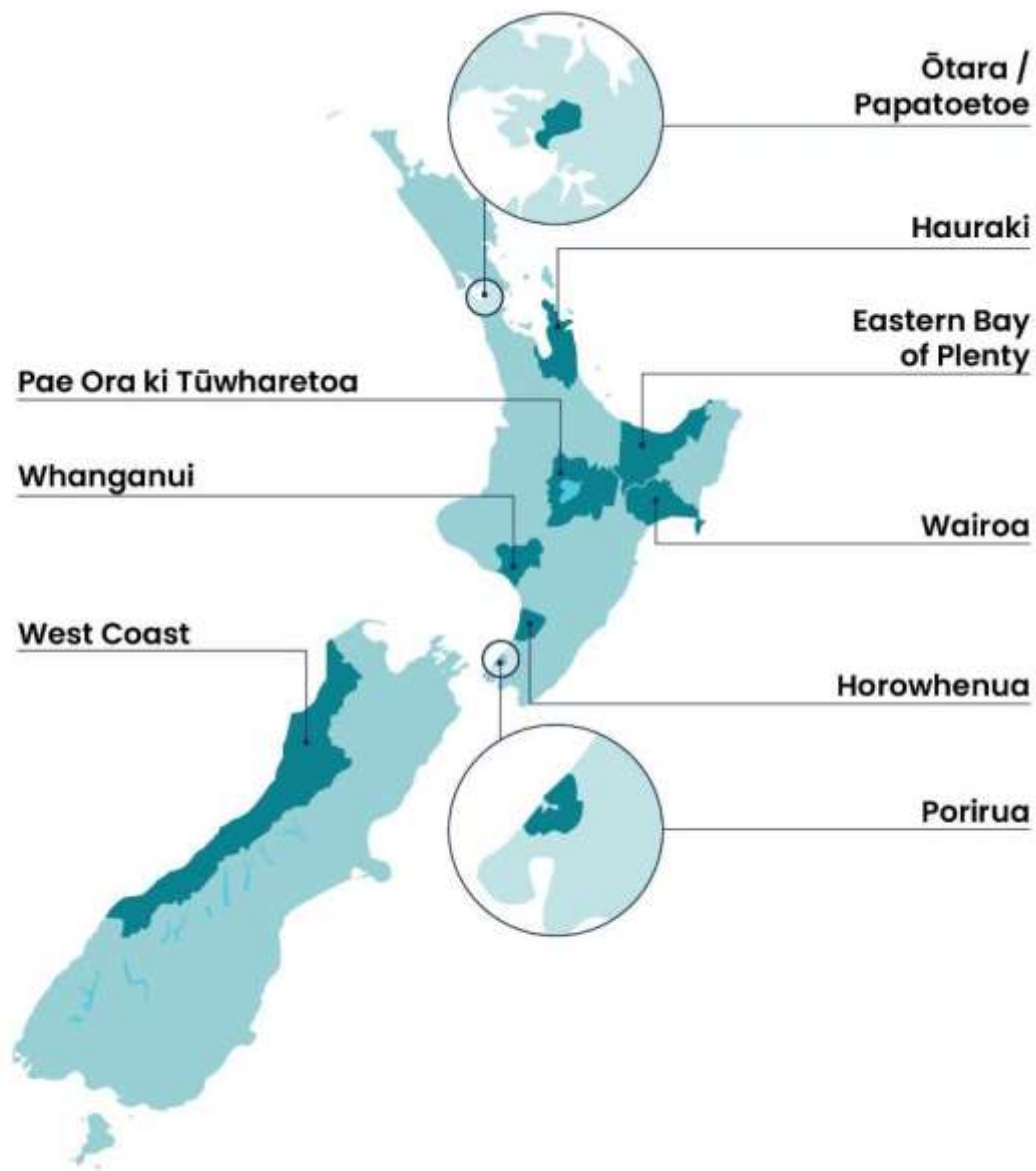 Ōtara /
Papatoetoe
Hauraki
Eastern Bay
of Plenty
Pae Ora ki Tūwharetoa
Whanganui
Wairoa
West Coast
Horowhenua
Porirua